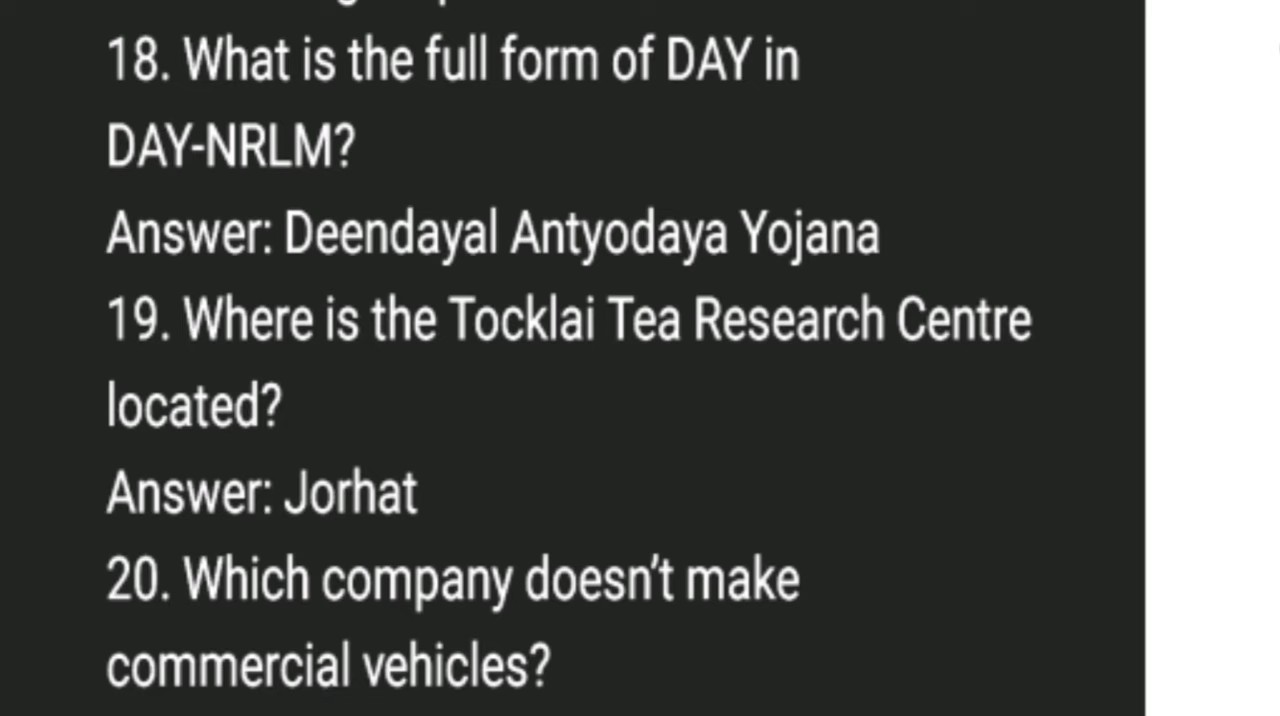 18. What is the full form of DAY in
DAY-NRLM?
Answer: Deendayal Antyodaya Yojana
19. Where is the Tocklai Tea Research Centre
located?
Answer: Jorhat
20. Which company doesn't make
commercial vehicles?